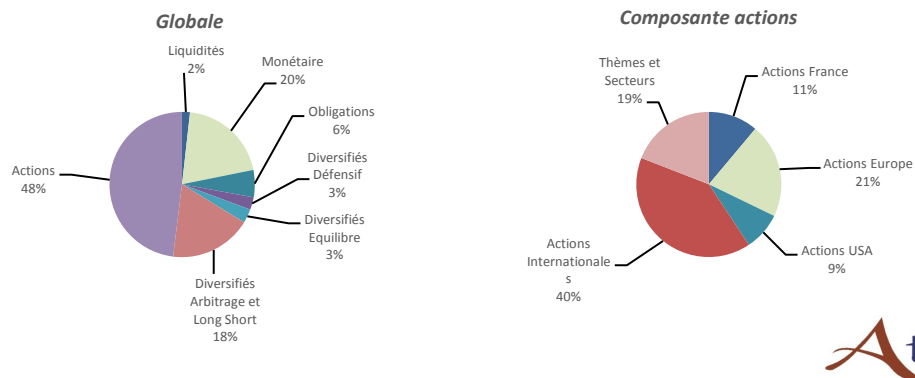 Globale
Liquidités
2%
Monétaire
20%
Obligations
6%
Diversifiés
Défensif
3%
Diversifiés
Equilibre
3%
Diversifiés
Arbitrage et
Long Short
18%
Actions
48%
Composante actions
Actions France
11%
Actions Europe
21%
Actions USA
9%
Actions
Internationale
s
40%
Thèmes et
Secteurs
19%
At